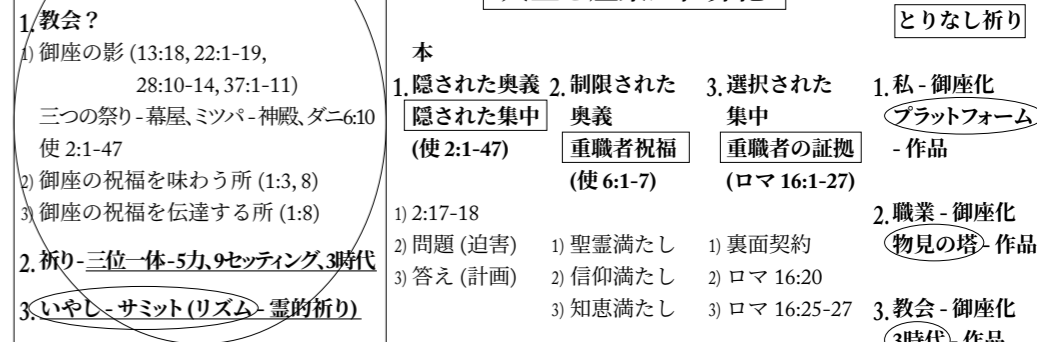 1. 教会？
1) 御座の影 (13:18, 22:1-19,
28:10-14, 37:1-11)
三つの祭り - 幕屋、ミツパ - 神殿、ダニ6:10
使 2:1-47
2) 御座の祝福を味わう所 (1:3, 8)
3) 御座の祝福を伝達する所 (1:8)
2. 祈り - 三位一体 - 5力、9セッティング、3時代
3. いやし - サミット (リズム - 霊的祈り)
本
1. 隠された奥義
隠された集中
(使 2:1-47)
1) 2:17-18
2) 問題 (迫害)
3) 答え (計画)
2. 制限された
奥義
重職者祝福
(使 6:1-7)
1) 聖霊満たし
2) 信仰満たし
3) 知恵満たし
3. 選択された
集中
重職者の証拠
(ロマ 16:1-27)
1) 裏面契約
2) ロマ 16:20
3) ロマ 16:25-27
とりなし祈り
1. 私 - 御座化
プラットフォーム
- 作品
2. 職業 - 御座化
物見の塔 - 作品
3. 教会 - 御座化
3時代 - 作品